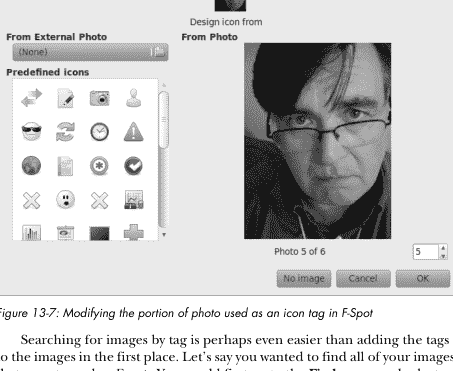 Design icon from
From External Photo
(None)
From Photo
Predefined icons
Photo 5 of 6
5
No image
Cancel
OK
igure 13-7: Modifying the portion of photo used as an icon tag in F-Spot
Searching for images by tag is perhaps even easier than adding the tags
o the images in the first place. Let's say you wanted to find all of your images